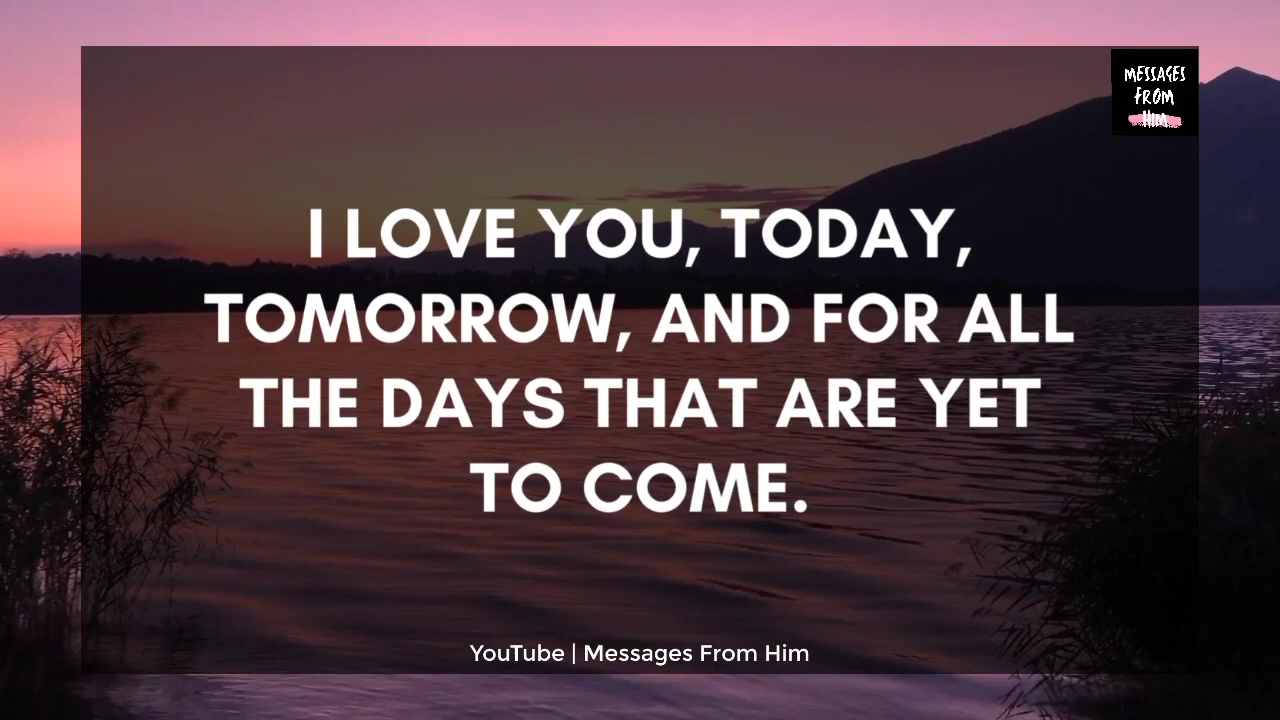 MESSAGES
FROM
HIM
I LOVE YOU, TODAY,
TOMORROW, AND FOR ALL
THE DAYS THAT ARE YET
TO COME.
YouTube | Messages From Him